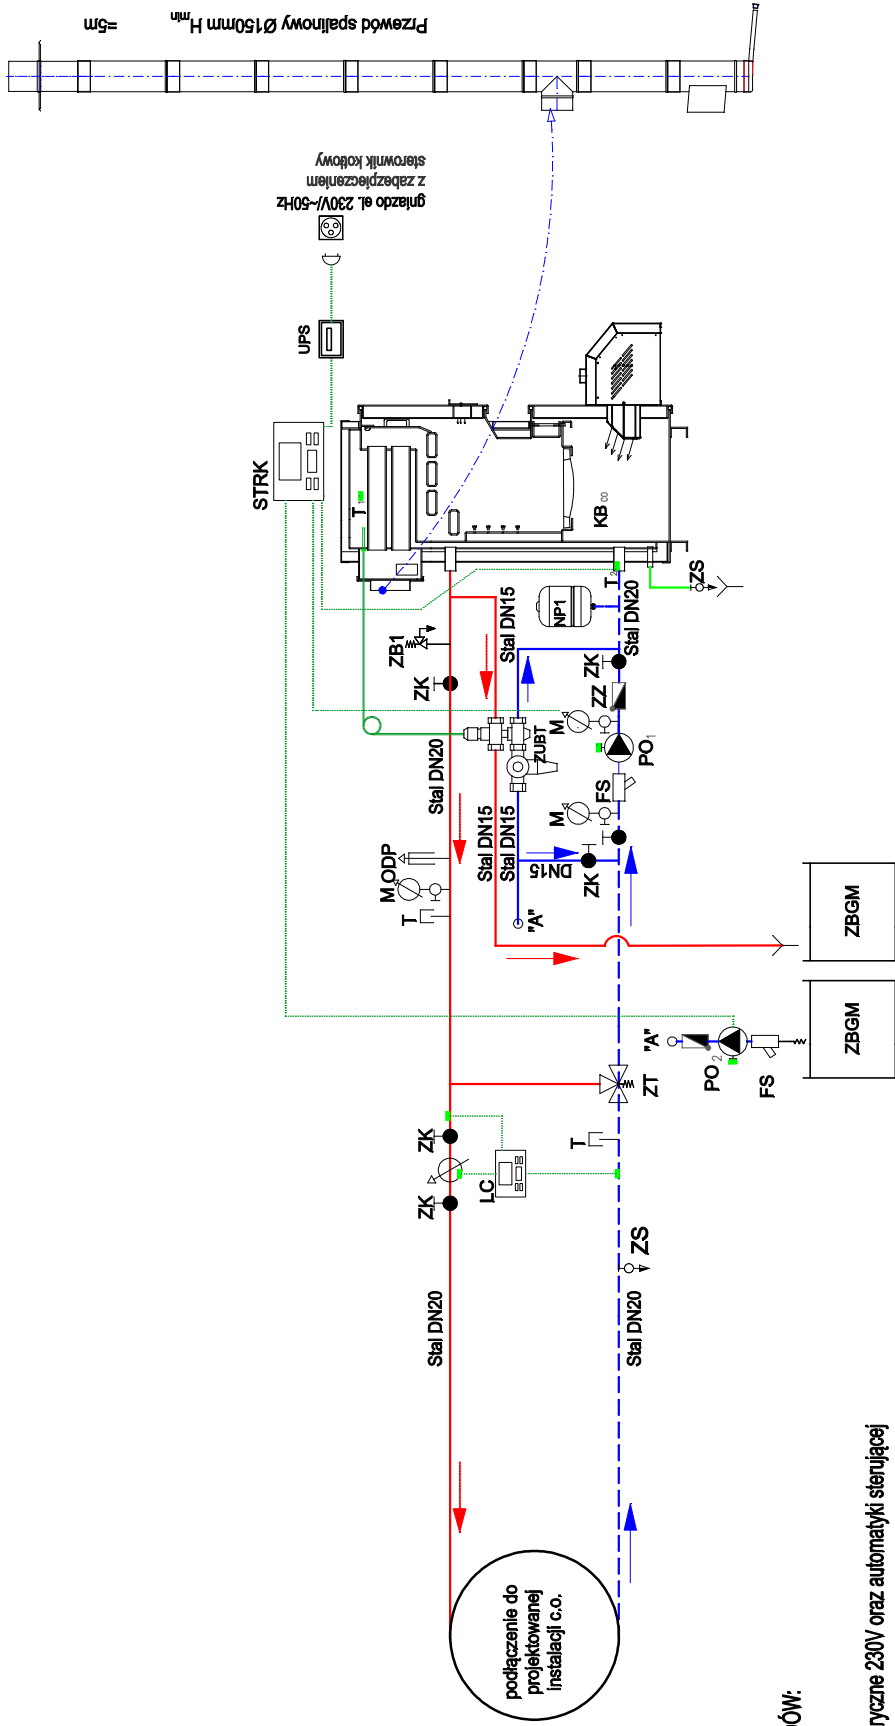 Przewód spalinowy Ø150mm Hmin =5m
gniazdo el. 230V/~50Hz
z zabezpieczeniem
sterownik kotłowy
UPS
STRK
T1
KB co
T2
ZS
NP1
Stal DN15
Stal DN20
ZB1
ZK
ZK
ZZ
M
ZUBT
PO1
Stal DN20
FS
M
Stal DN15
Stal DN15
DN15
ZK
ODP
M
T
"A"
ZBGM
ZBGM
"A"
PO2
FS
ZT
T
ZK
LC
ZK
ZS
Stal DN20
Stal DN20
podłączenie do
projektowanej
instalacji c.o.
ÓW:
ryczne 230V oraz automatyki sterującej